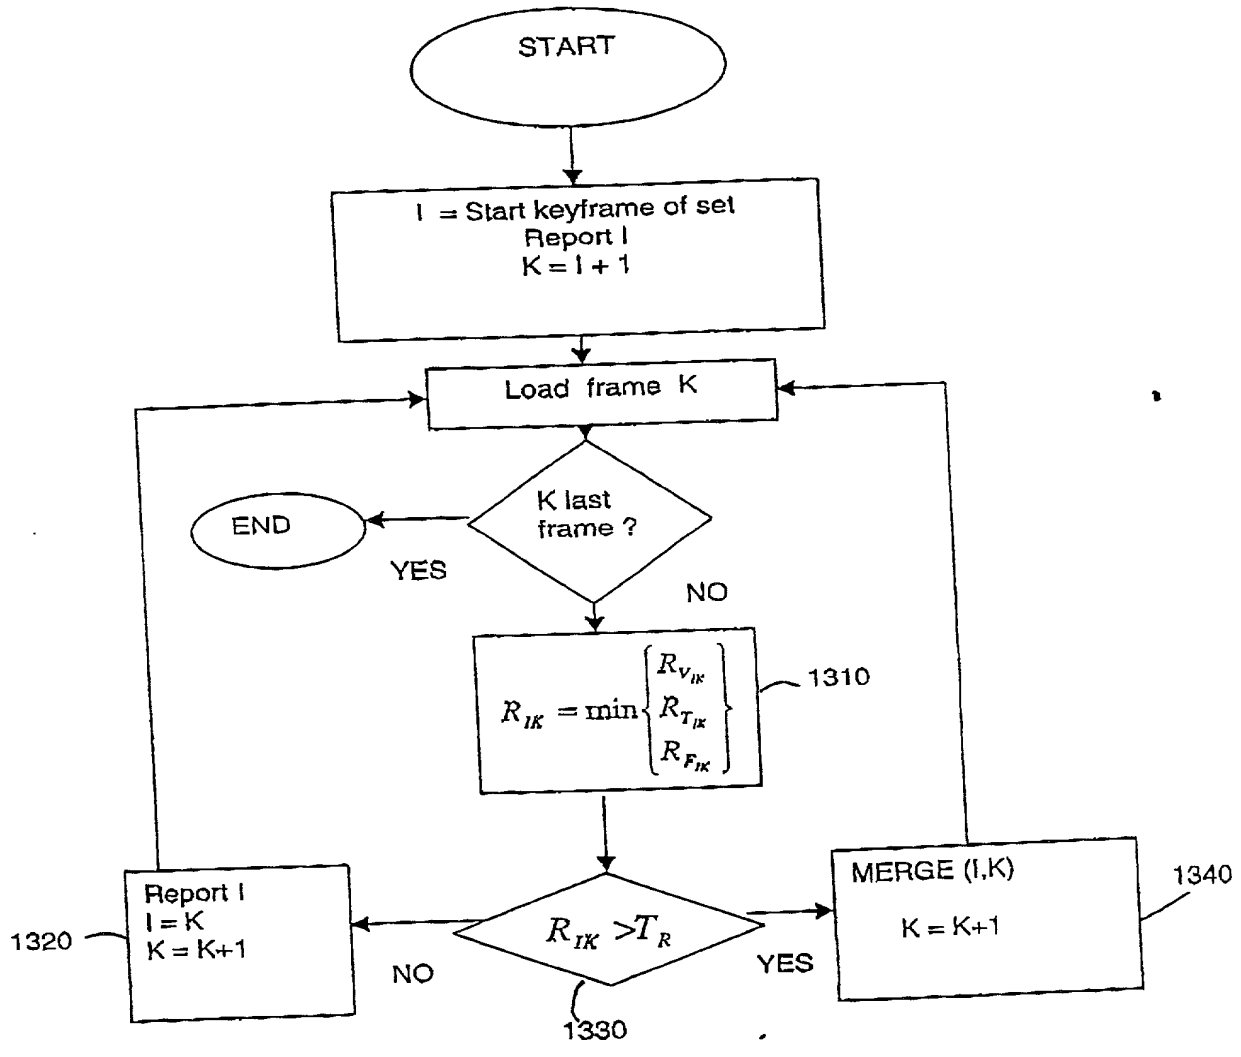 START
I = Start keyframe of set
Report I
K = I + 1
Load frame K
K last
frame ?
END
YES
NO
R_IK = min { R_V_IK
R_T_IK
R_F_IK }
1310
Report I
I = K
K = K+1
1320
R_IK >T_R
NO
YES
1330
MERGE (I,K)
K = K+1
1340